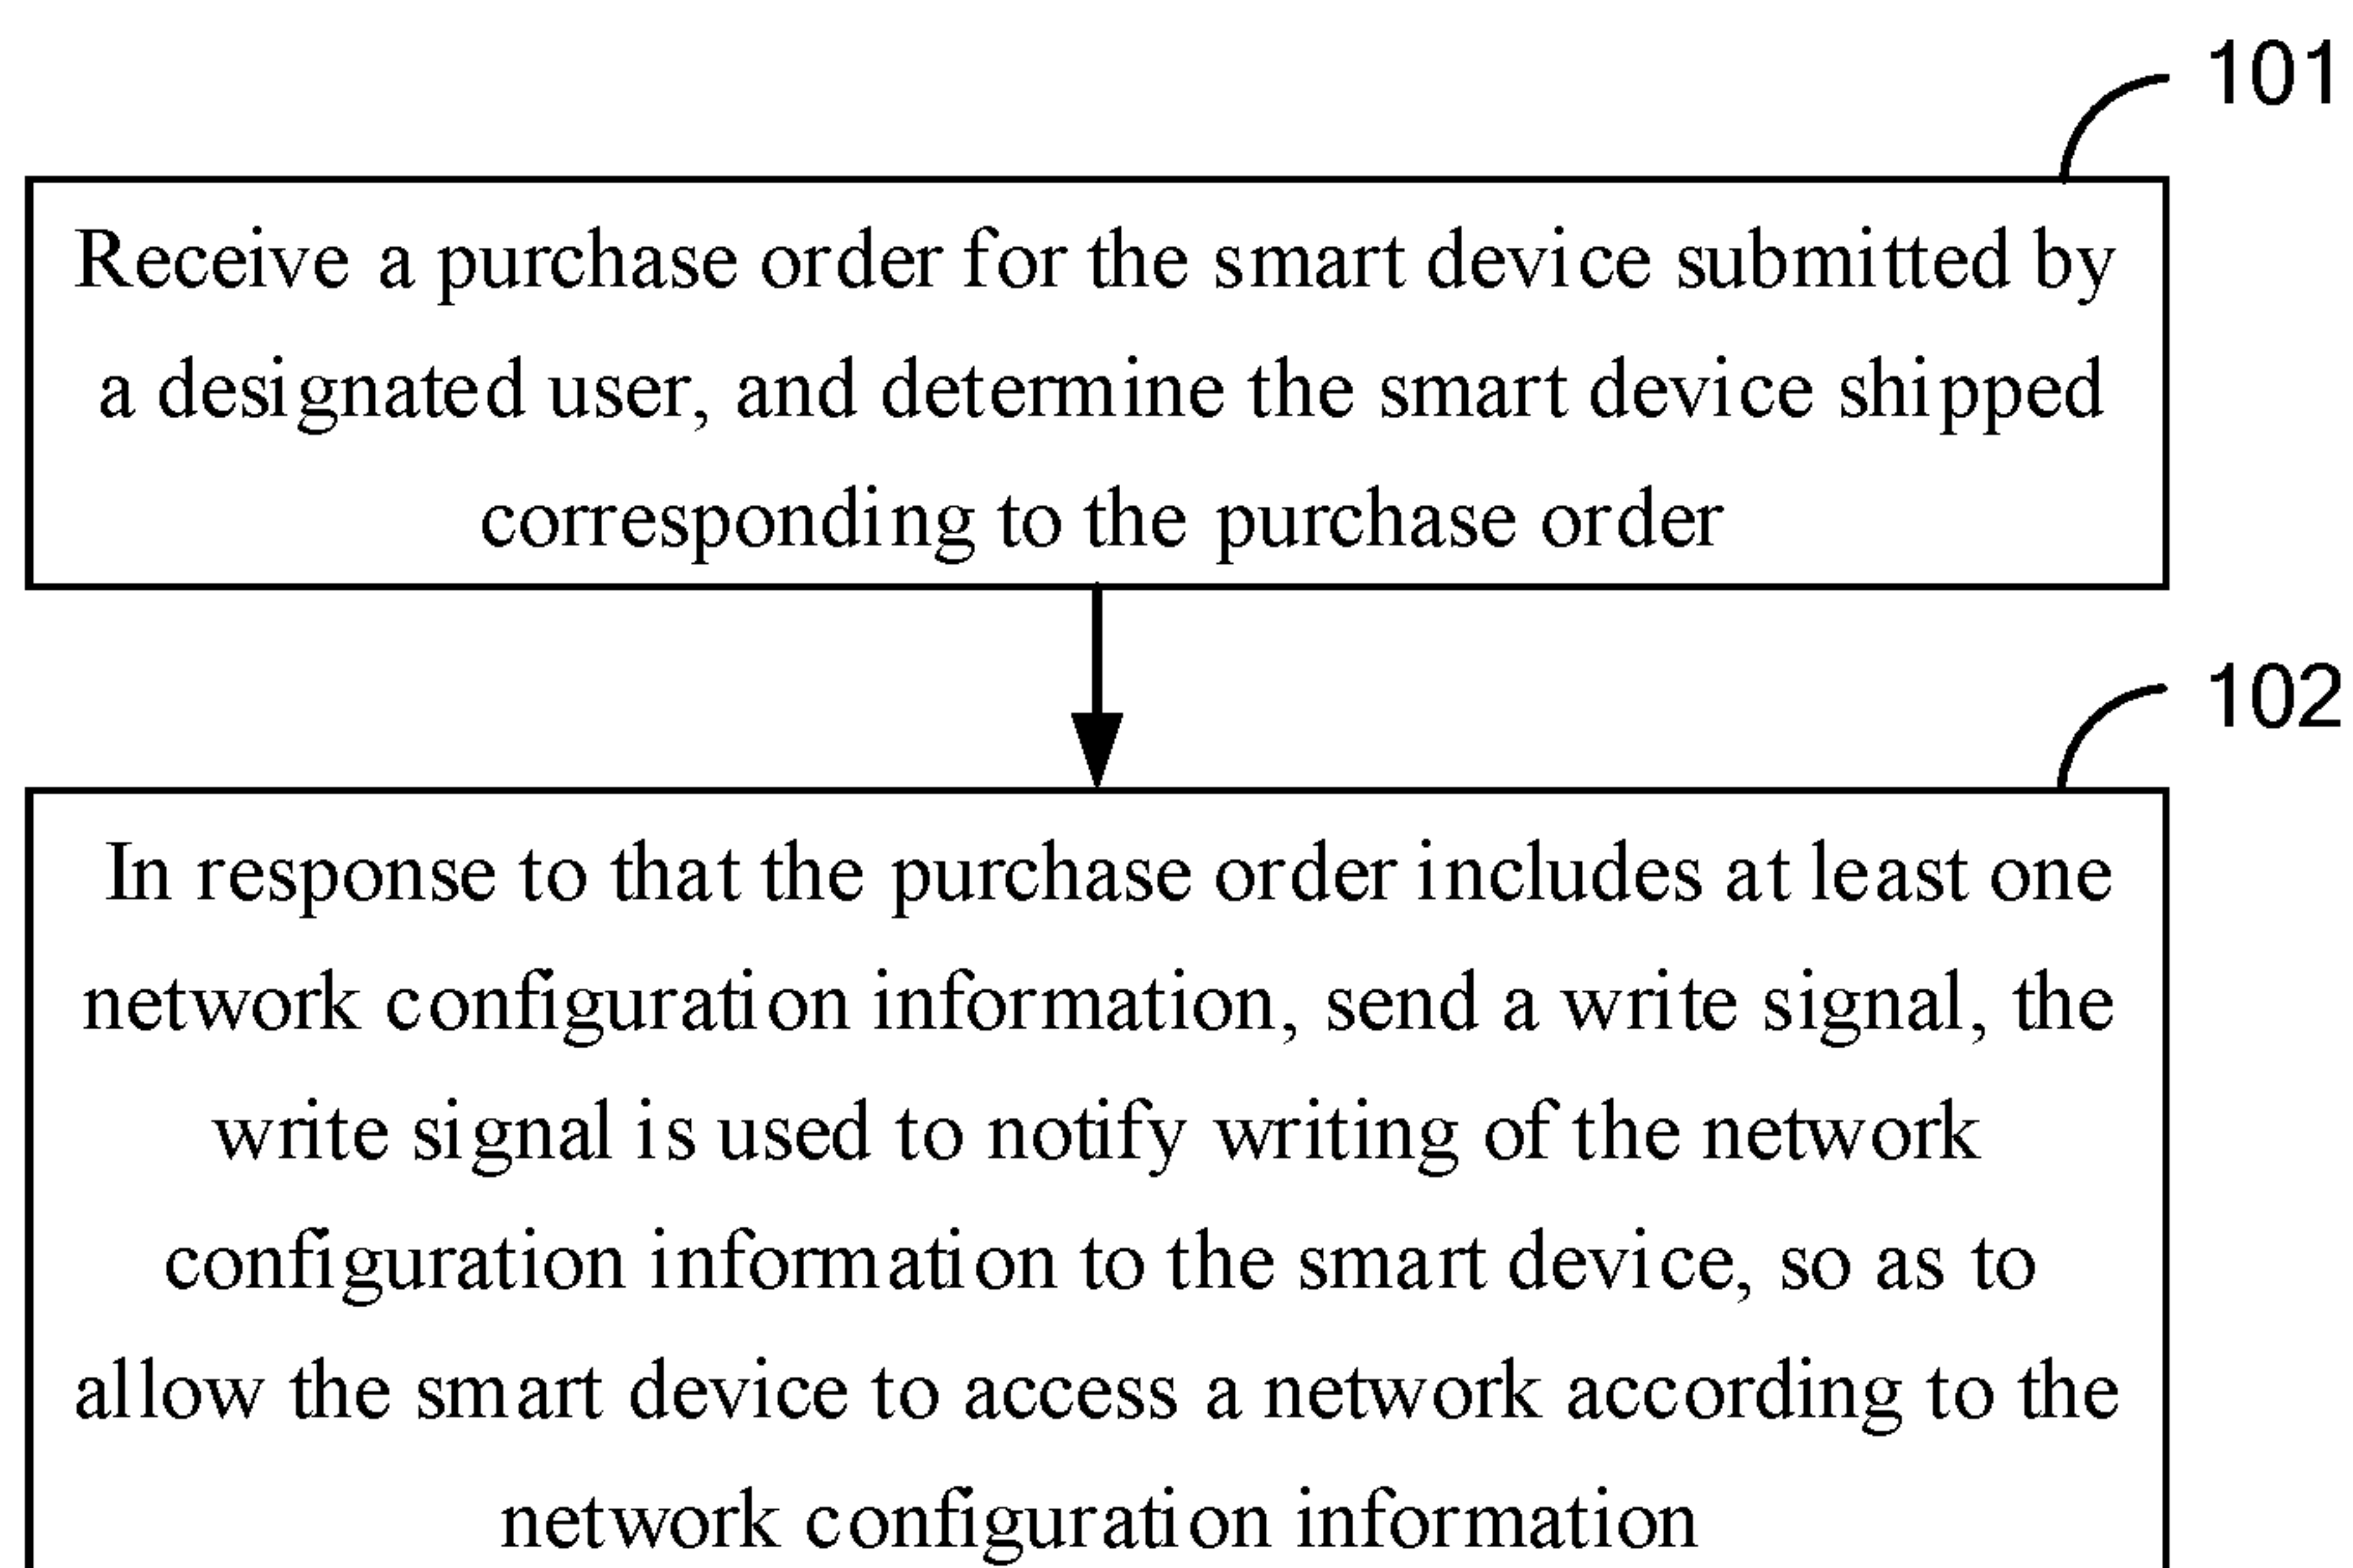 101
Receive a purchase order for the smart device submitted by
a designated user, and determine the smart device shipped
corresponding to the purchase order
102
In response to that the purchase order includes at least one
network configuration information, send a write signal, the
write signal is used to notify writing of the network
configuration information to the smart device, so as to
allow the smart device to access a network according to the
network configuration information